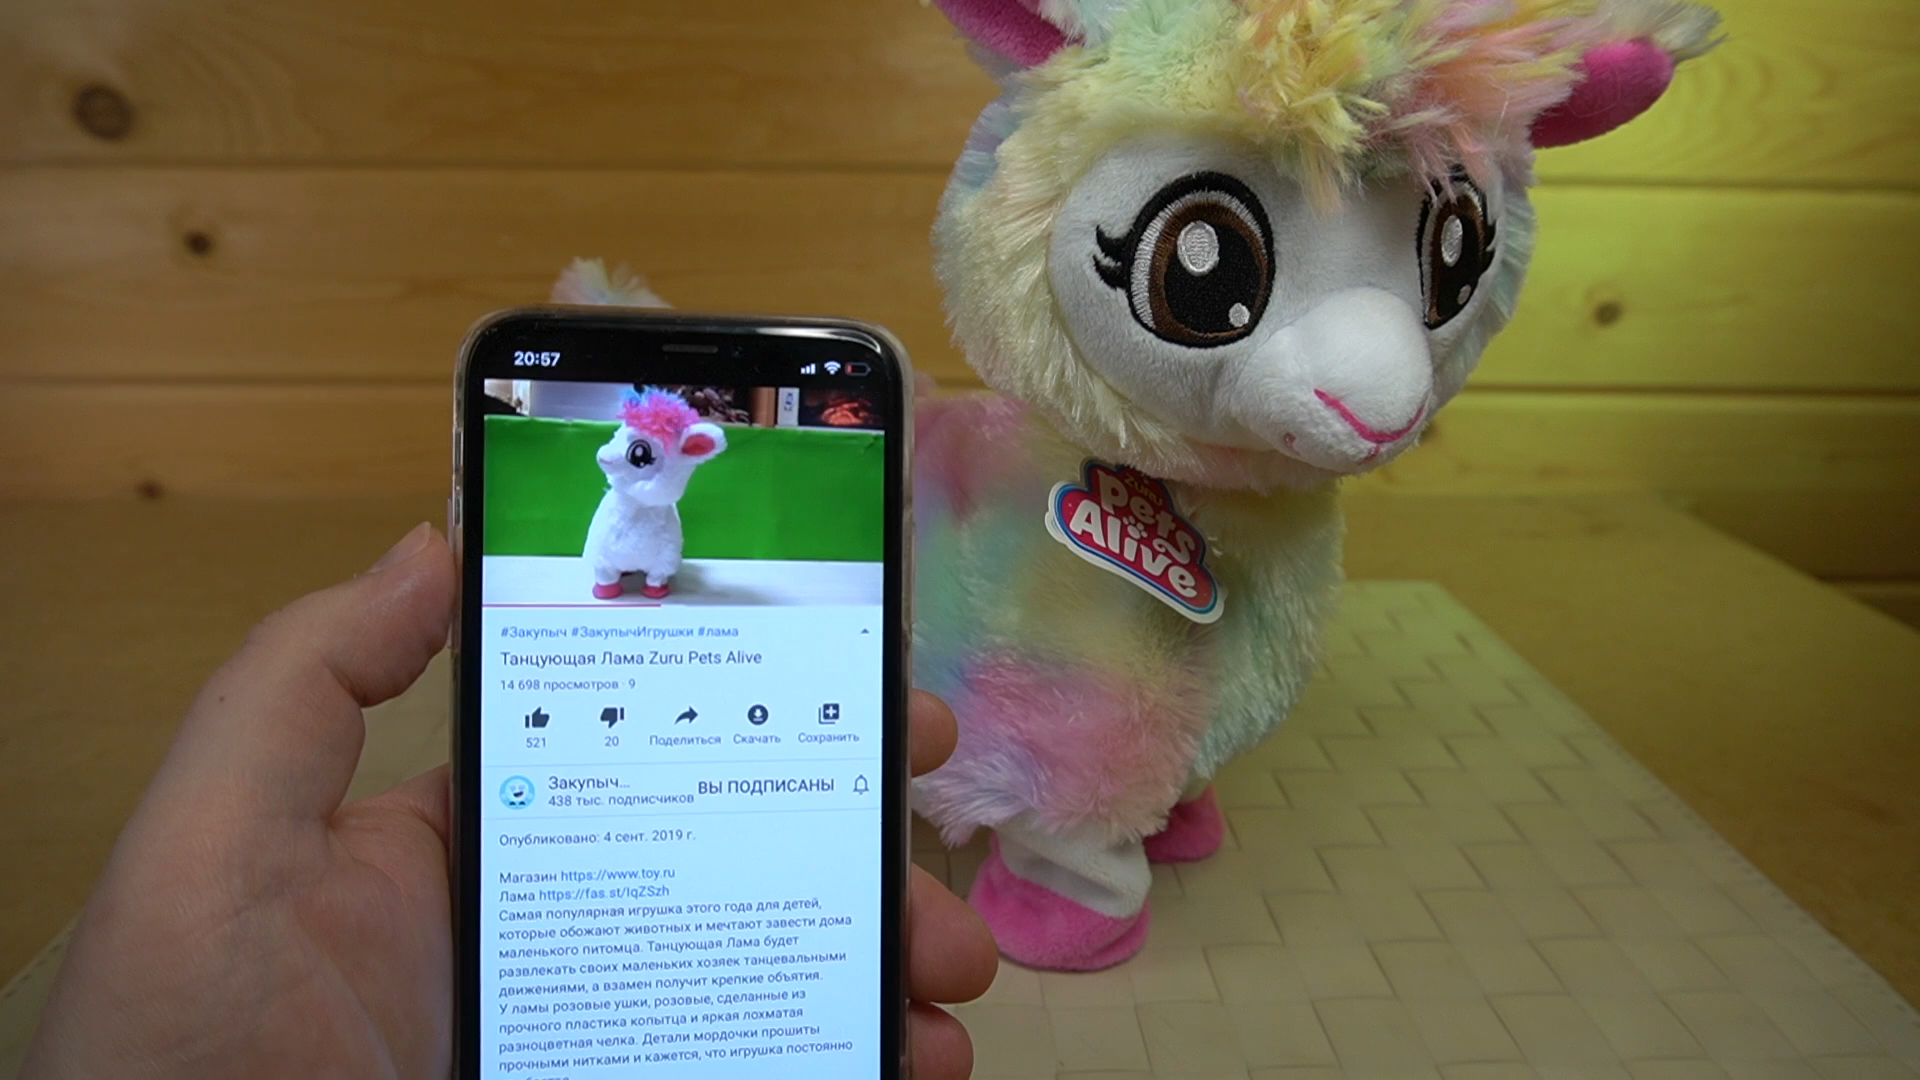 20:57
#Закупыч #ЗакупычИгрушки #лама
Танцующая Лама Zuru Pets Alive
14 698 просмотров · 9
521
20
Поделиться
Скачать
Сохранить
Закупыч...
438 тыс. подписчиков
ВЫ ПОДПИСАНЫ
Опубликовано: 4 сент. 2019 г.
Магазин https://www.toy.ru
Лама https://fas.st/IqZSzh
Самая популярная игрушка этого года для детей,
которые обожают животных и мечтают завести дома
маленького питомца. Танцующая Лама будет
развлекать своих маленьких хозяек танцевальными
движениями, а взамен получит крепкие объятия.
У ламы розовые ушки, розовые, сделанные из
прочного пластика копытца и яркая лохматая
разноцветная челка. Детали мордочки прошиты
прочными нитками и кажется, что игрушка постоянно
ZURU
Pets
Alive